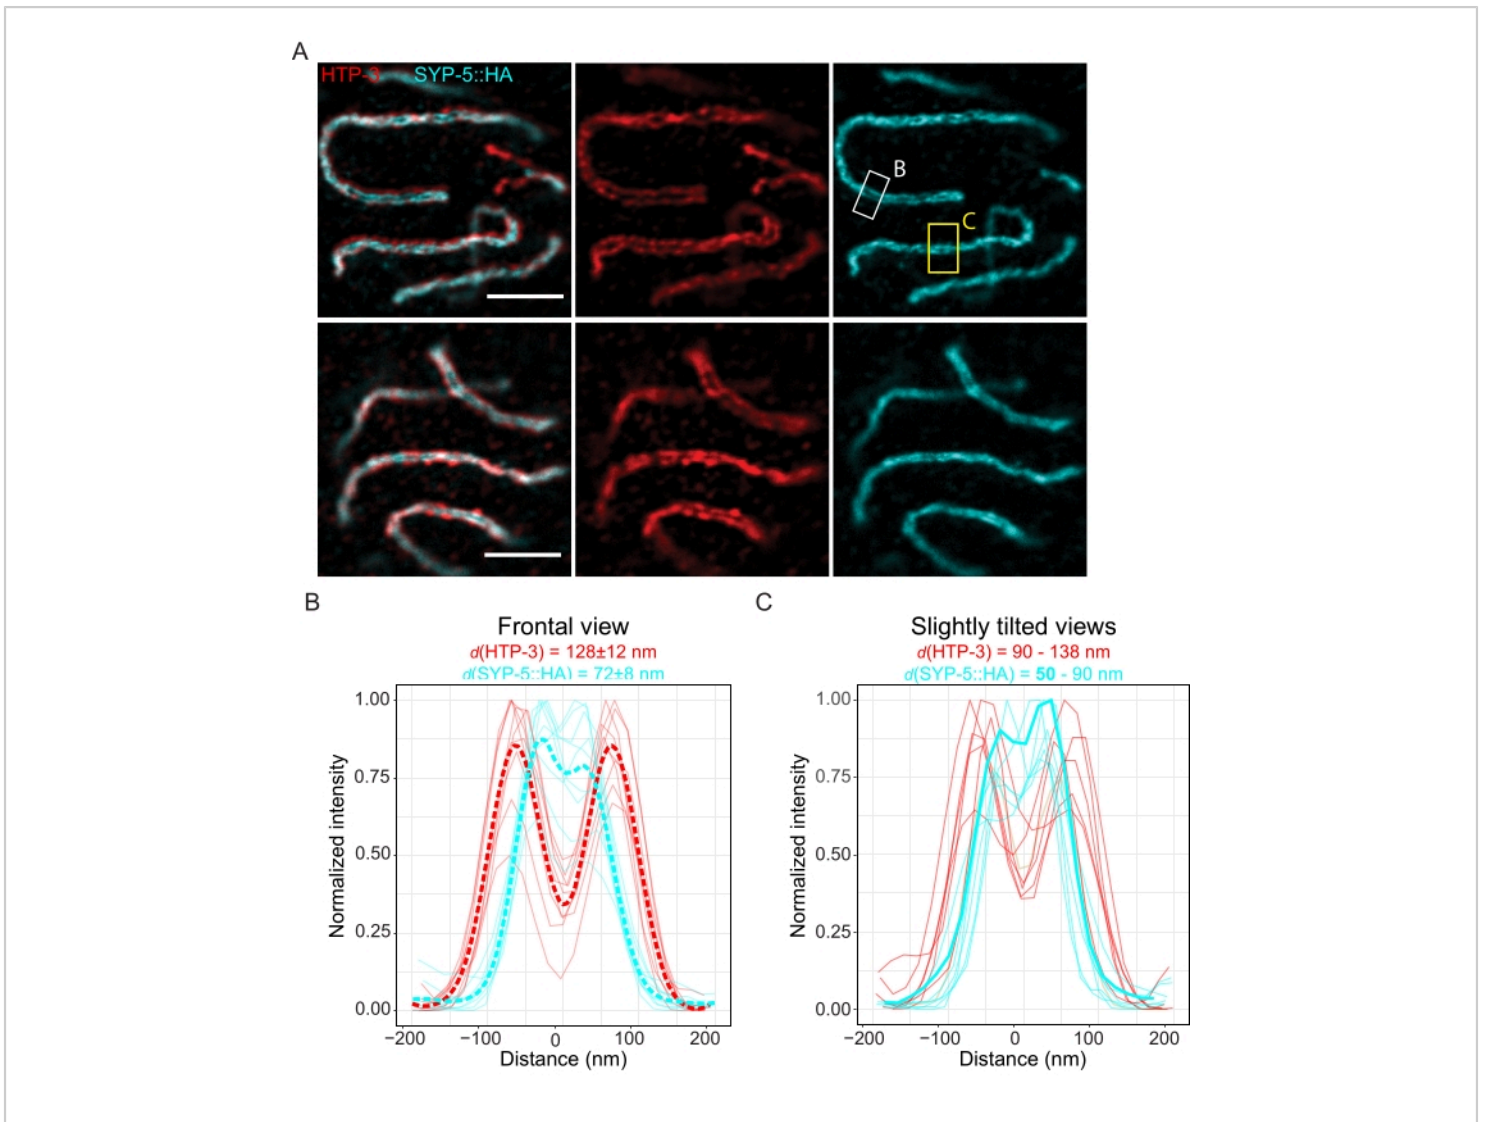 A
HTP-3 SYP-5::HA
B
C
B
C
Frontal view
d(HTP-3) = 128±12 nm
d(SYP-5::HA) = 72±8 nm
1.00
0.75
0.50
0.25
0.00
Normalized intensity
−200 −100 0 100 200
Distance (nm)
Slightly tilted views
d(HTP-3) = 90 - 138 nm
d(SYP-5::HA) = 50 - 90 nm
1.00
0.75
0.50
0.25
0.00
Normalized intensity
−200 −100 0 100 200
Distance (nm)